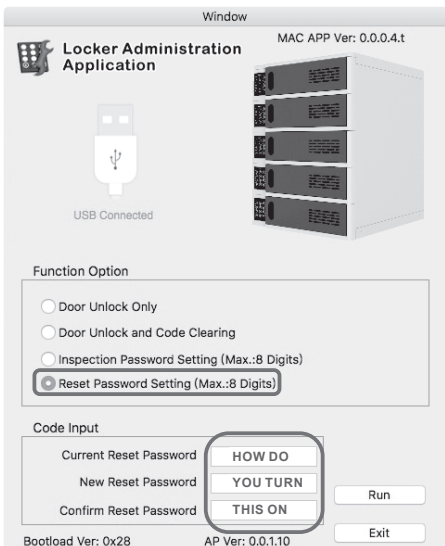 Window
MAC APP Ver: 0.0.0.4.t
Locker Administration
Application
USB Connected
Function Option
Door Unlock Only
Door Unlock and Code Clearing
Inspection Password Setting (Max.:8 Digits)
Reset Password Setting (Max.:8 Digits)
Code Input
Current Reset Password HOW DO
New Reset Password YOU TURN
Confirm Reset Password THIS ON
Run
Bootload Ver: 0x28 AP Ver: 0.0.1.10 Exit